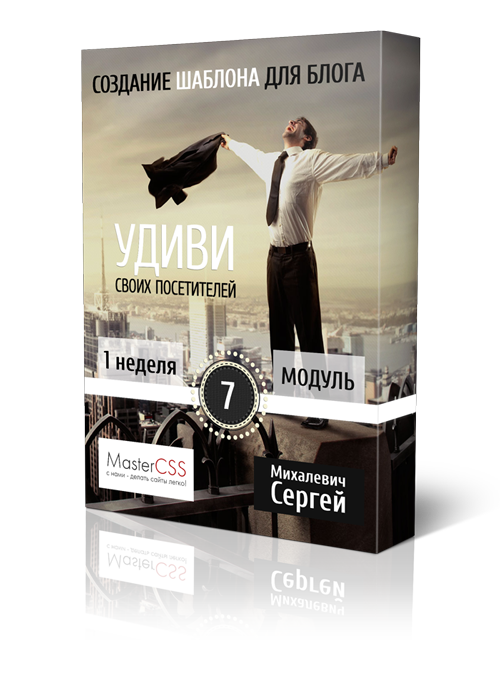 СОЗДАНИЕ ШАБЛОНА ДЛЯ БЛОГА
УДИВИ
СВОИХ ПОСЕТИТЕЛЕЙ
1 неделя
7
МОДУЛЬ
MasterCSS
с нами - делать сайты легко!
Михалевич
Сергей